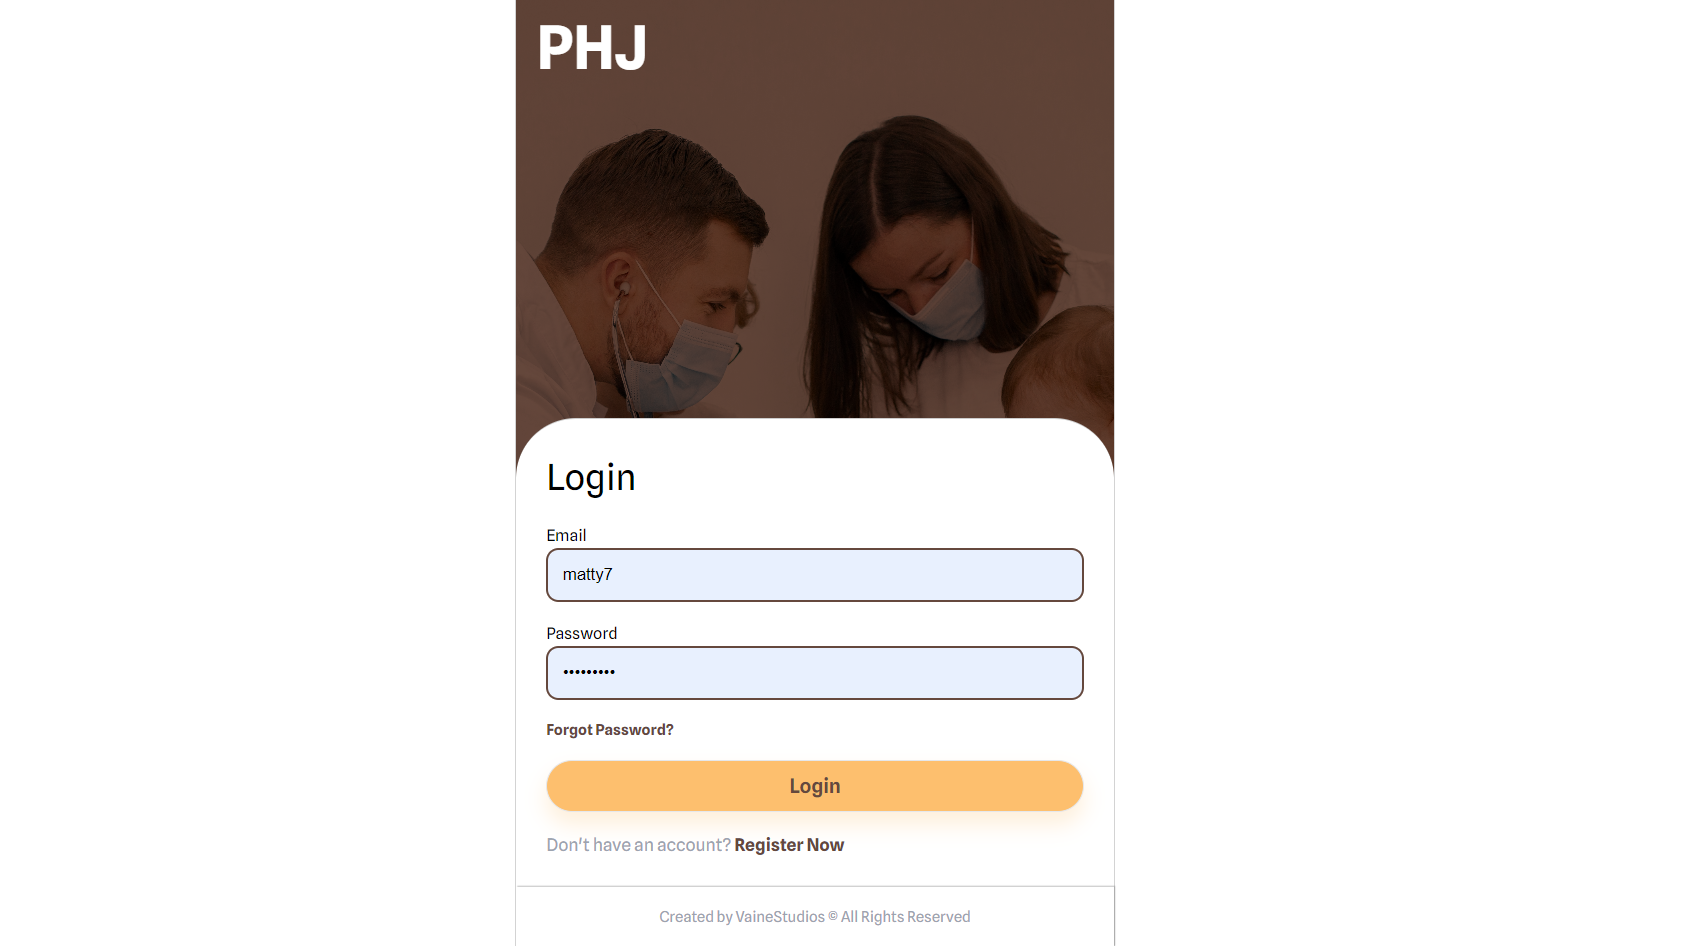 PHJ
Login
Email
matty7
Password
•••••••••
Forgot Password?
Login
Don't have an account? Register Now
Created by VaineStudios © All Rights Reserved